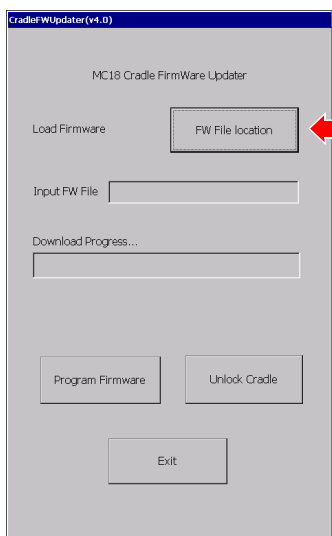 CradleFWUpdater(v4.0)
MC18 Cradle FirmWare Updater
Load Firmware
FW File location
Input FW File
Download Progress...
Program Firmware
Unlock Cradle
Exit